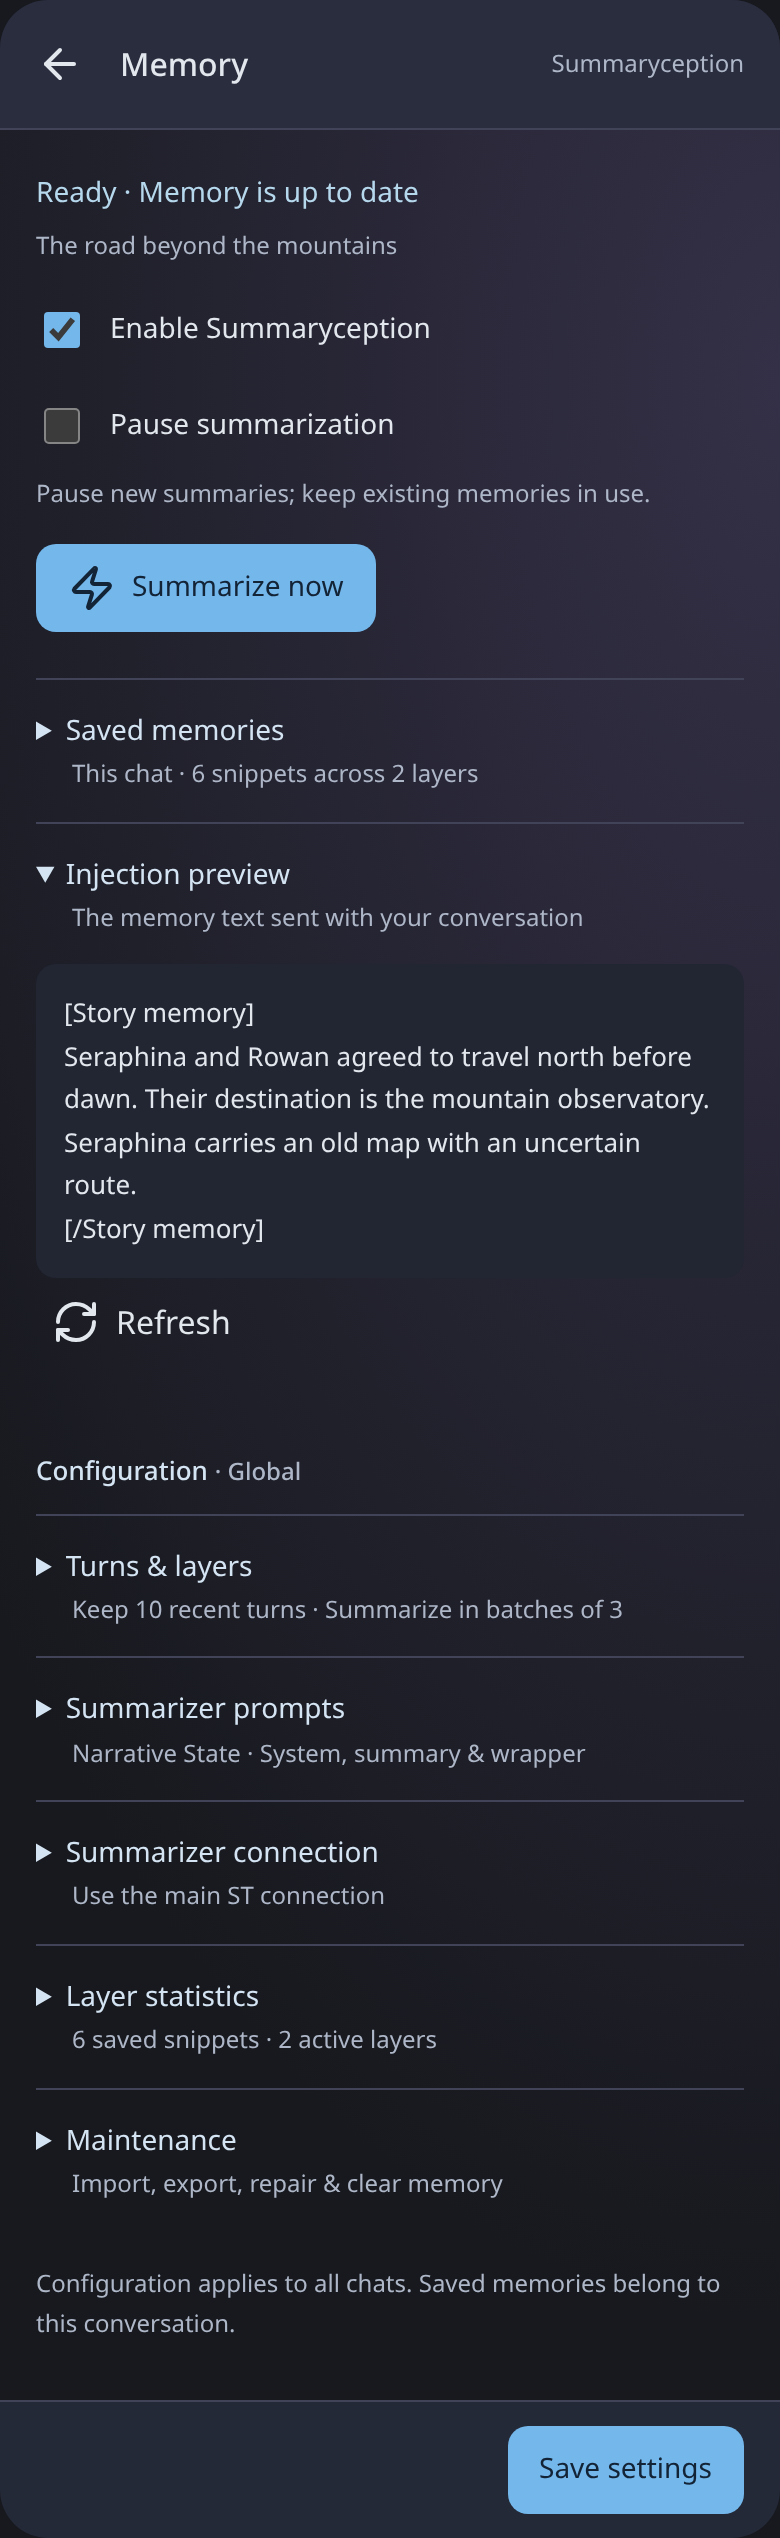 Memory
Summaryception
Ready · Memory is up to date
The road beyond the mountains
Enable Summaryception
Pause summarization
Pause new summaries; keep existing memories in use.
Summarize now
Saved memories
This chat · 6 snippets across 2 layers
Injection preview
The memory text sent with your conversation
[Story memory]
Seraphina and Rowan agreed to travel north before
dawn. Their destination is the mountain observatory.
Seraphina carries an old map with an uncertain
route.
[/Story memory]
Refresh
Configuration · Global
Turns & layers
Keep 10 recent turns · Summarize in batches of 3
Summarizer prompts
Narrative State · System, summary & wrapper
Summarizer connection
Use the main ST connection
Layer statistics
6 saved snippets · 2 active layers
Maintenance
Import, export, repair & clear memory
Configuration applies to all chats. Saved memories belong to
this conversation.
Save settings